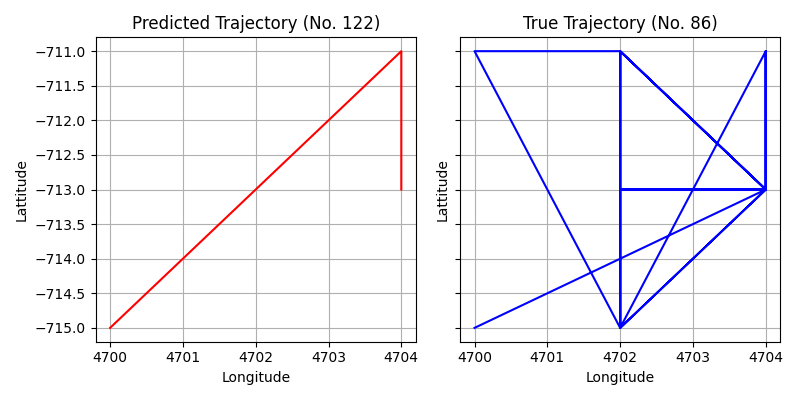 Predicted Trajectory (No. 122)
True Trajectory (No. 86)
−711.0
−711.5
−712.0
−712.5
−713.0
−713.5
−714.0
−714.5
−715.0
Lattitude
Lattitude
4700 4701 4702 4703 4704
4700 4701 4702 4703 4704
Longitude
Longitude